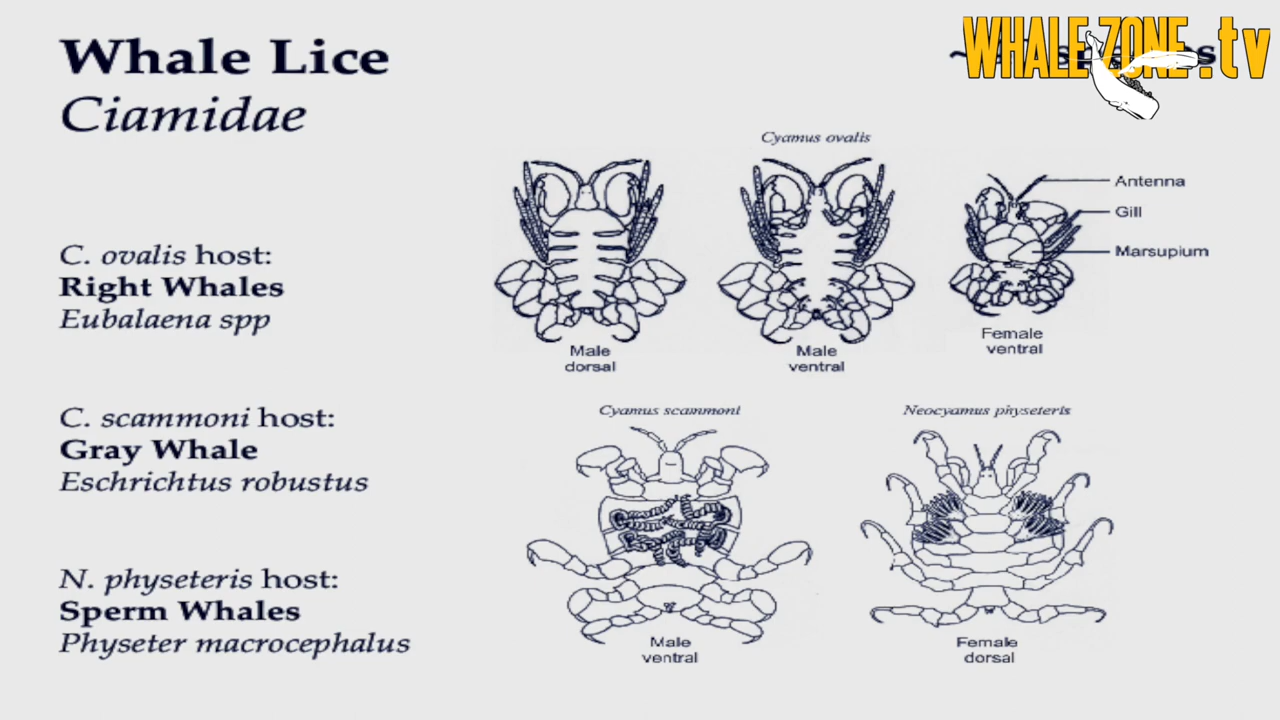 Whale Lice
Ciamidae
WHALE ZONE.tv
Cyamus ovalis
Antenna
Gill
Marsupium
Male
dorsal
Male
ventral
Female
ventral
C. ovalis host:
Right Whales
Eubalaena spp
C. scammoni host:
Gray Whale
Eschrichtus robustus
N. physeteris host:
Sperm Whales
Physeter macrocephalus
Cyamus scammoni
Neocyamus physeteris
Male
ventral
Female
dorsal